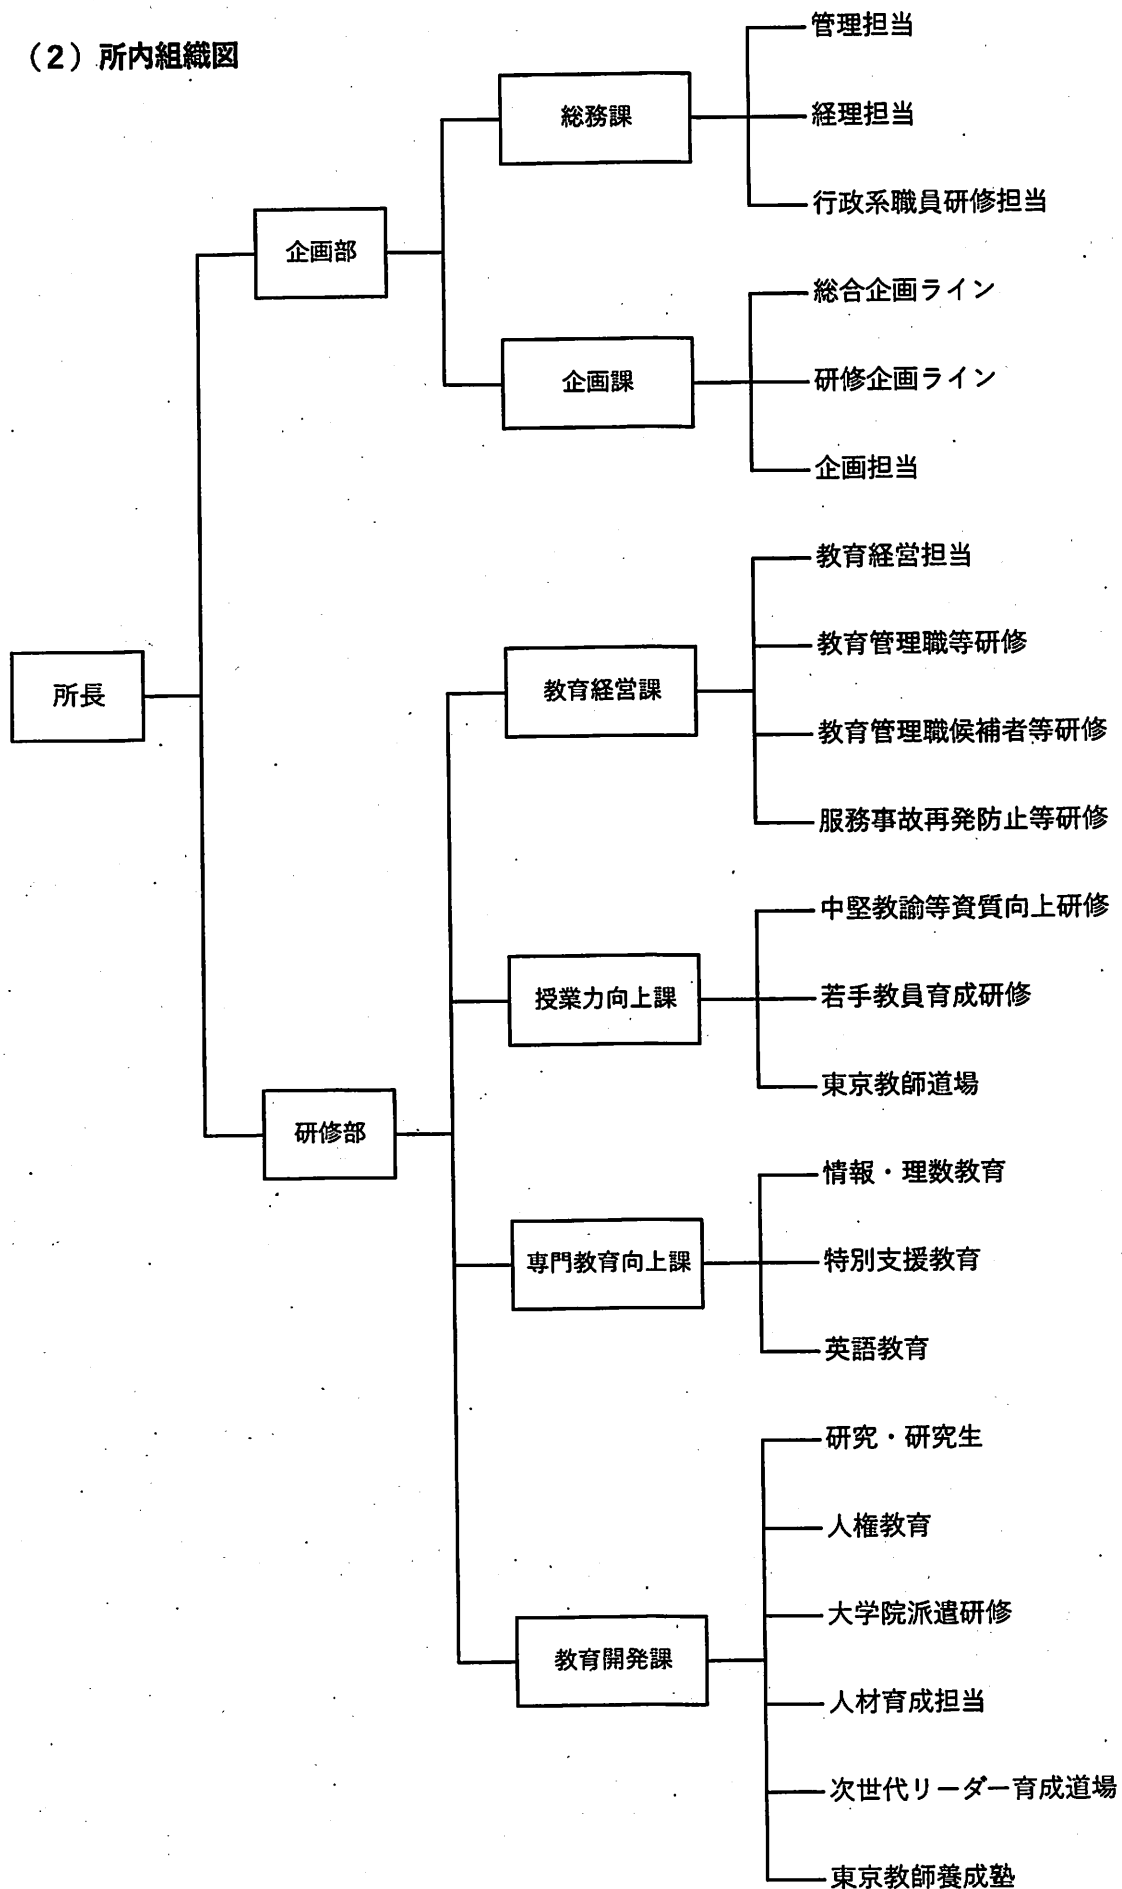 （2）所内組織図
所長
企画部
総務課
管理担当
経理担当
行政系職員研修担当
企画課
総合企画ライン
研修企画ライン
企画担当
研修部
教育経営課
教育経営担当
教育管理職等研修
教育管理職候補者等研修
服務事故再発防止等研修
授業力向上課
中堅教諭等資質向上研修
若手教員育成研修
東京教師道場
専門教育向上課
情報・理数教育
特別支援教育
英語教育
教育開発課
研究・研究生
人権教育
大学院派遣研修
人材育成担当
次世代リーダー育成道場
東京教師養成塾